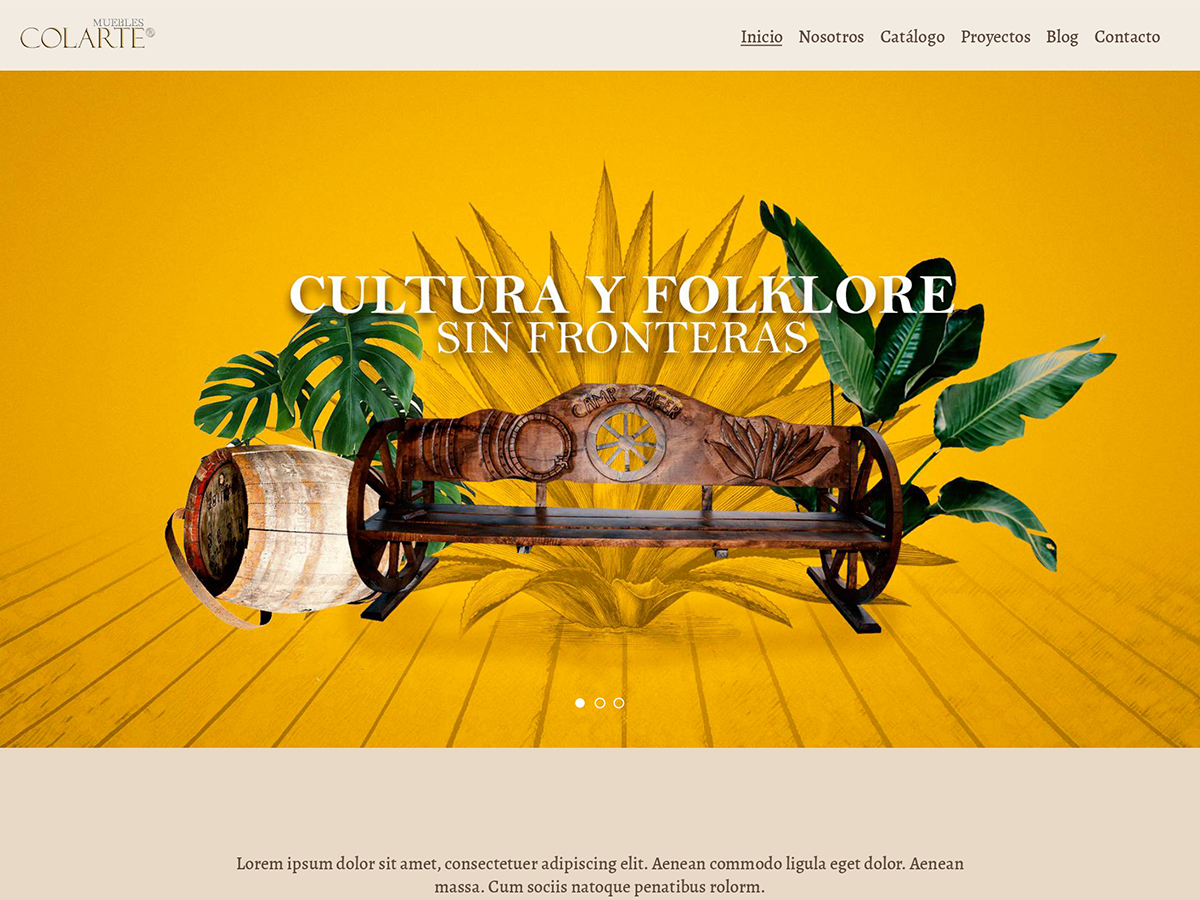 MUEBLES
COLARTE®
Inicio Nosotros Catálogo Proyectos Blog Contacto
CULTURA Y FOLKLORE
SIN FRONTERAS
CAMP ZAGER
Lorem ipsum dolor sit amet, consectetuer adipiscing elit. Aenean commodo ligula eget dolor. Aenean
massa. Cum sociis natoque penatibus rolorm.